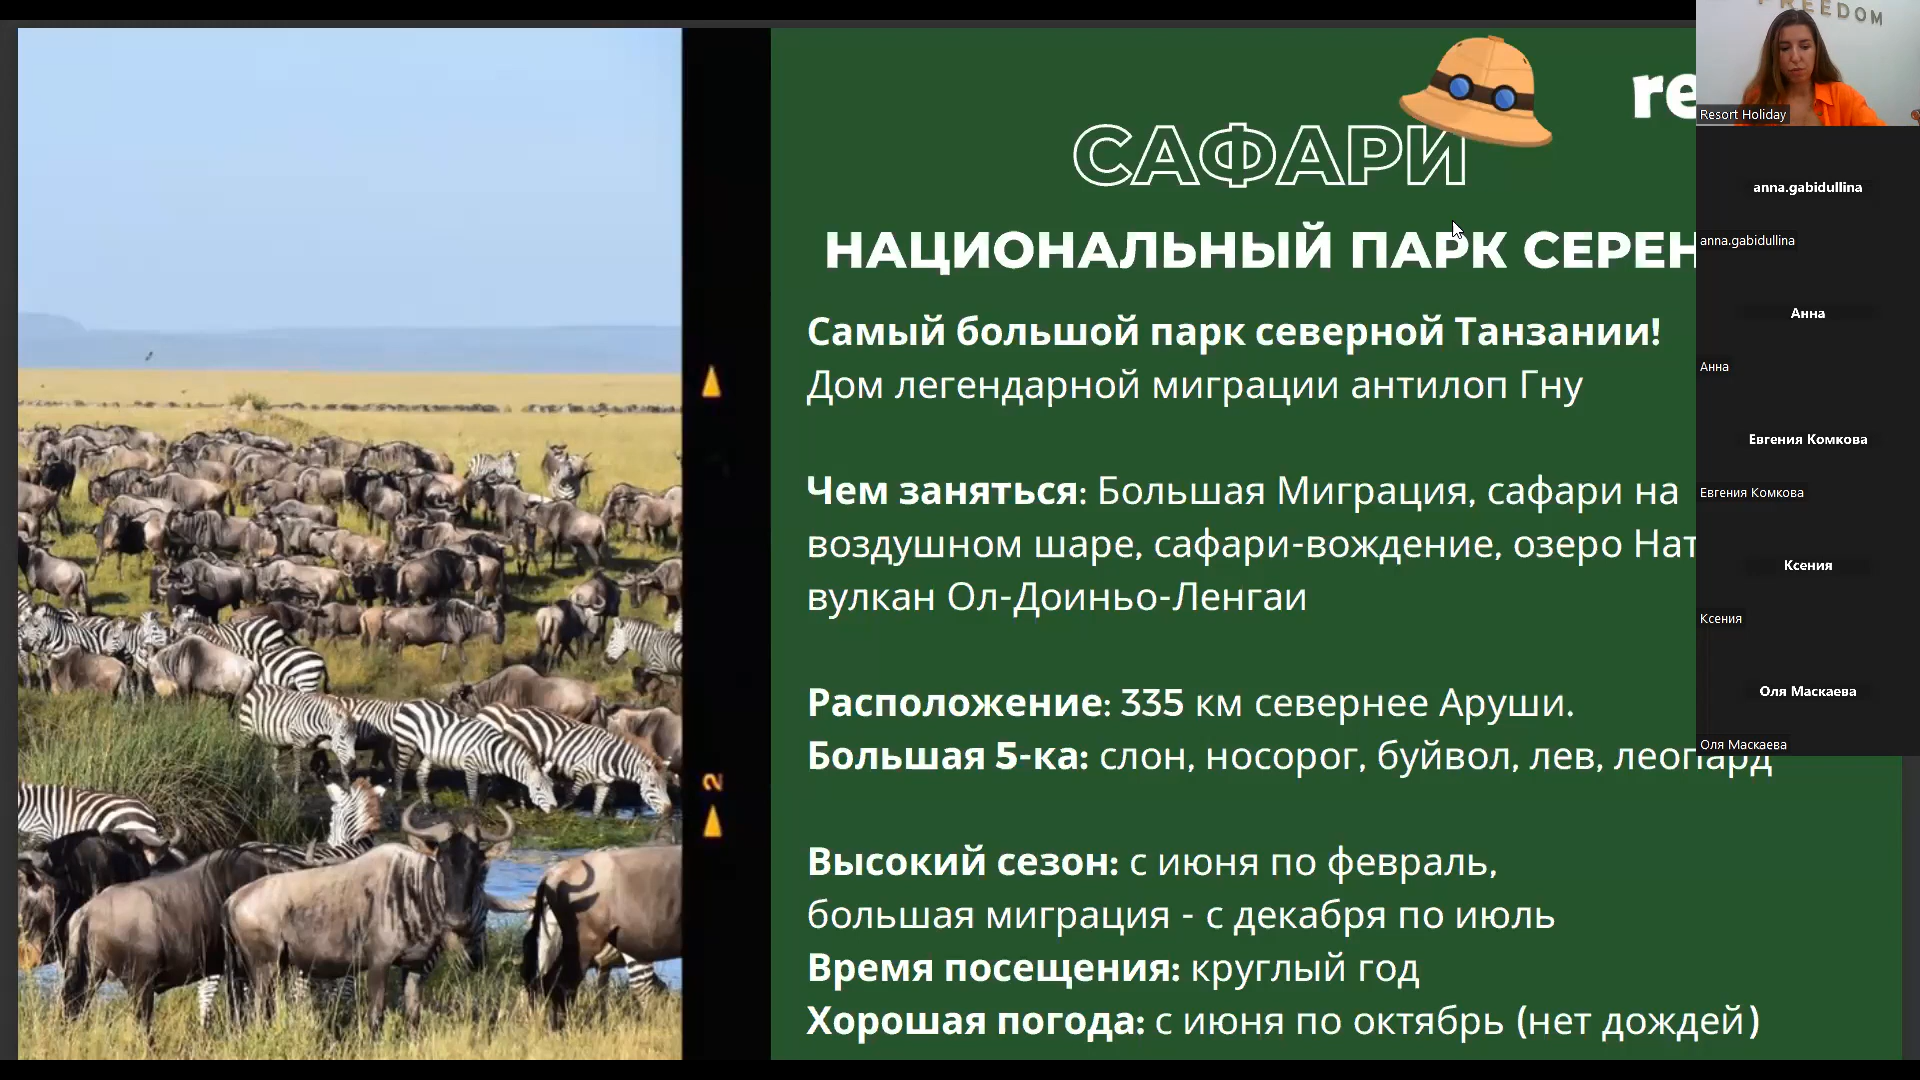 FREEDOM
Resort Holiday
САФАРИ
НАЦИОНАЛЬНЫЙ ПАРК
Самый большой парк северной Танзании!
Дом легендарной миграции антилоп Гну
Чем заняться: Большая Миграция, сафари на
воздушном шаре, сафари-вождение, озеро
вулкан Ол-Доиньо-Ленгаи
Расположение: 335 км севернее Аруши.
Большая 5-ка: слон, носорог, буйвол, лев, леопард
Высокий сезон: с июня по февраль,
большая миграция - с декабря по июль
Время посещения: круглый год
Хорошая погода: с июня по октябрь (нет дождей)
2
anna.gabidullina
anna.gabidullina
Анна
Анна
Евгения Комкова
Евгения Комкова
Ксения
Ксения
Оля Маскаева
Оля Маскаева